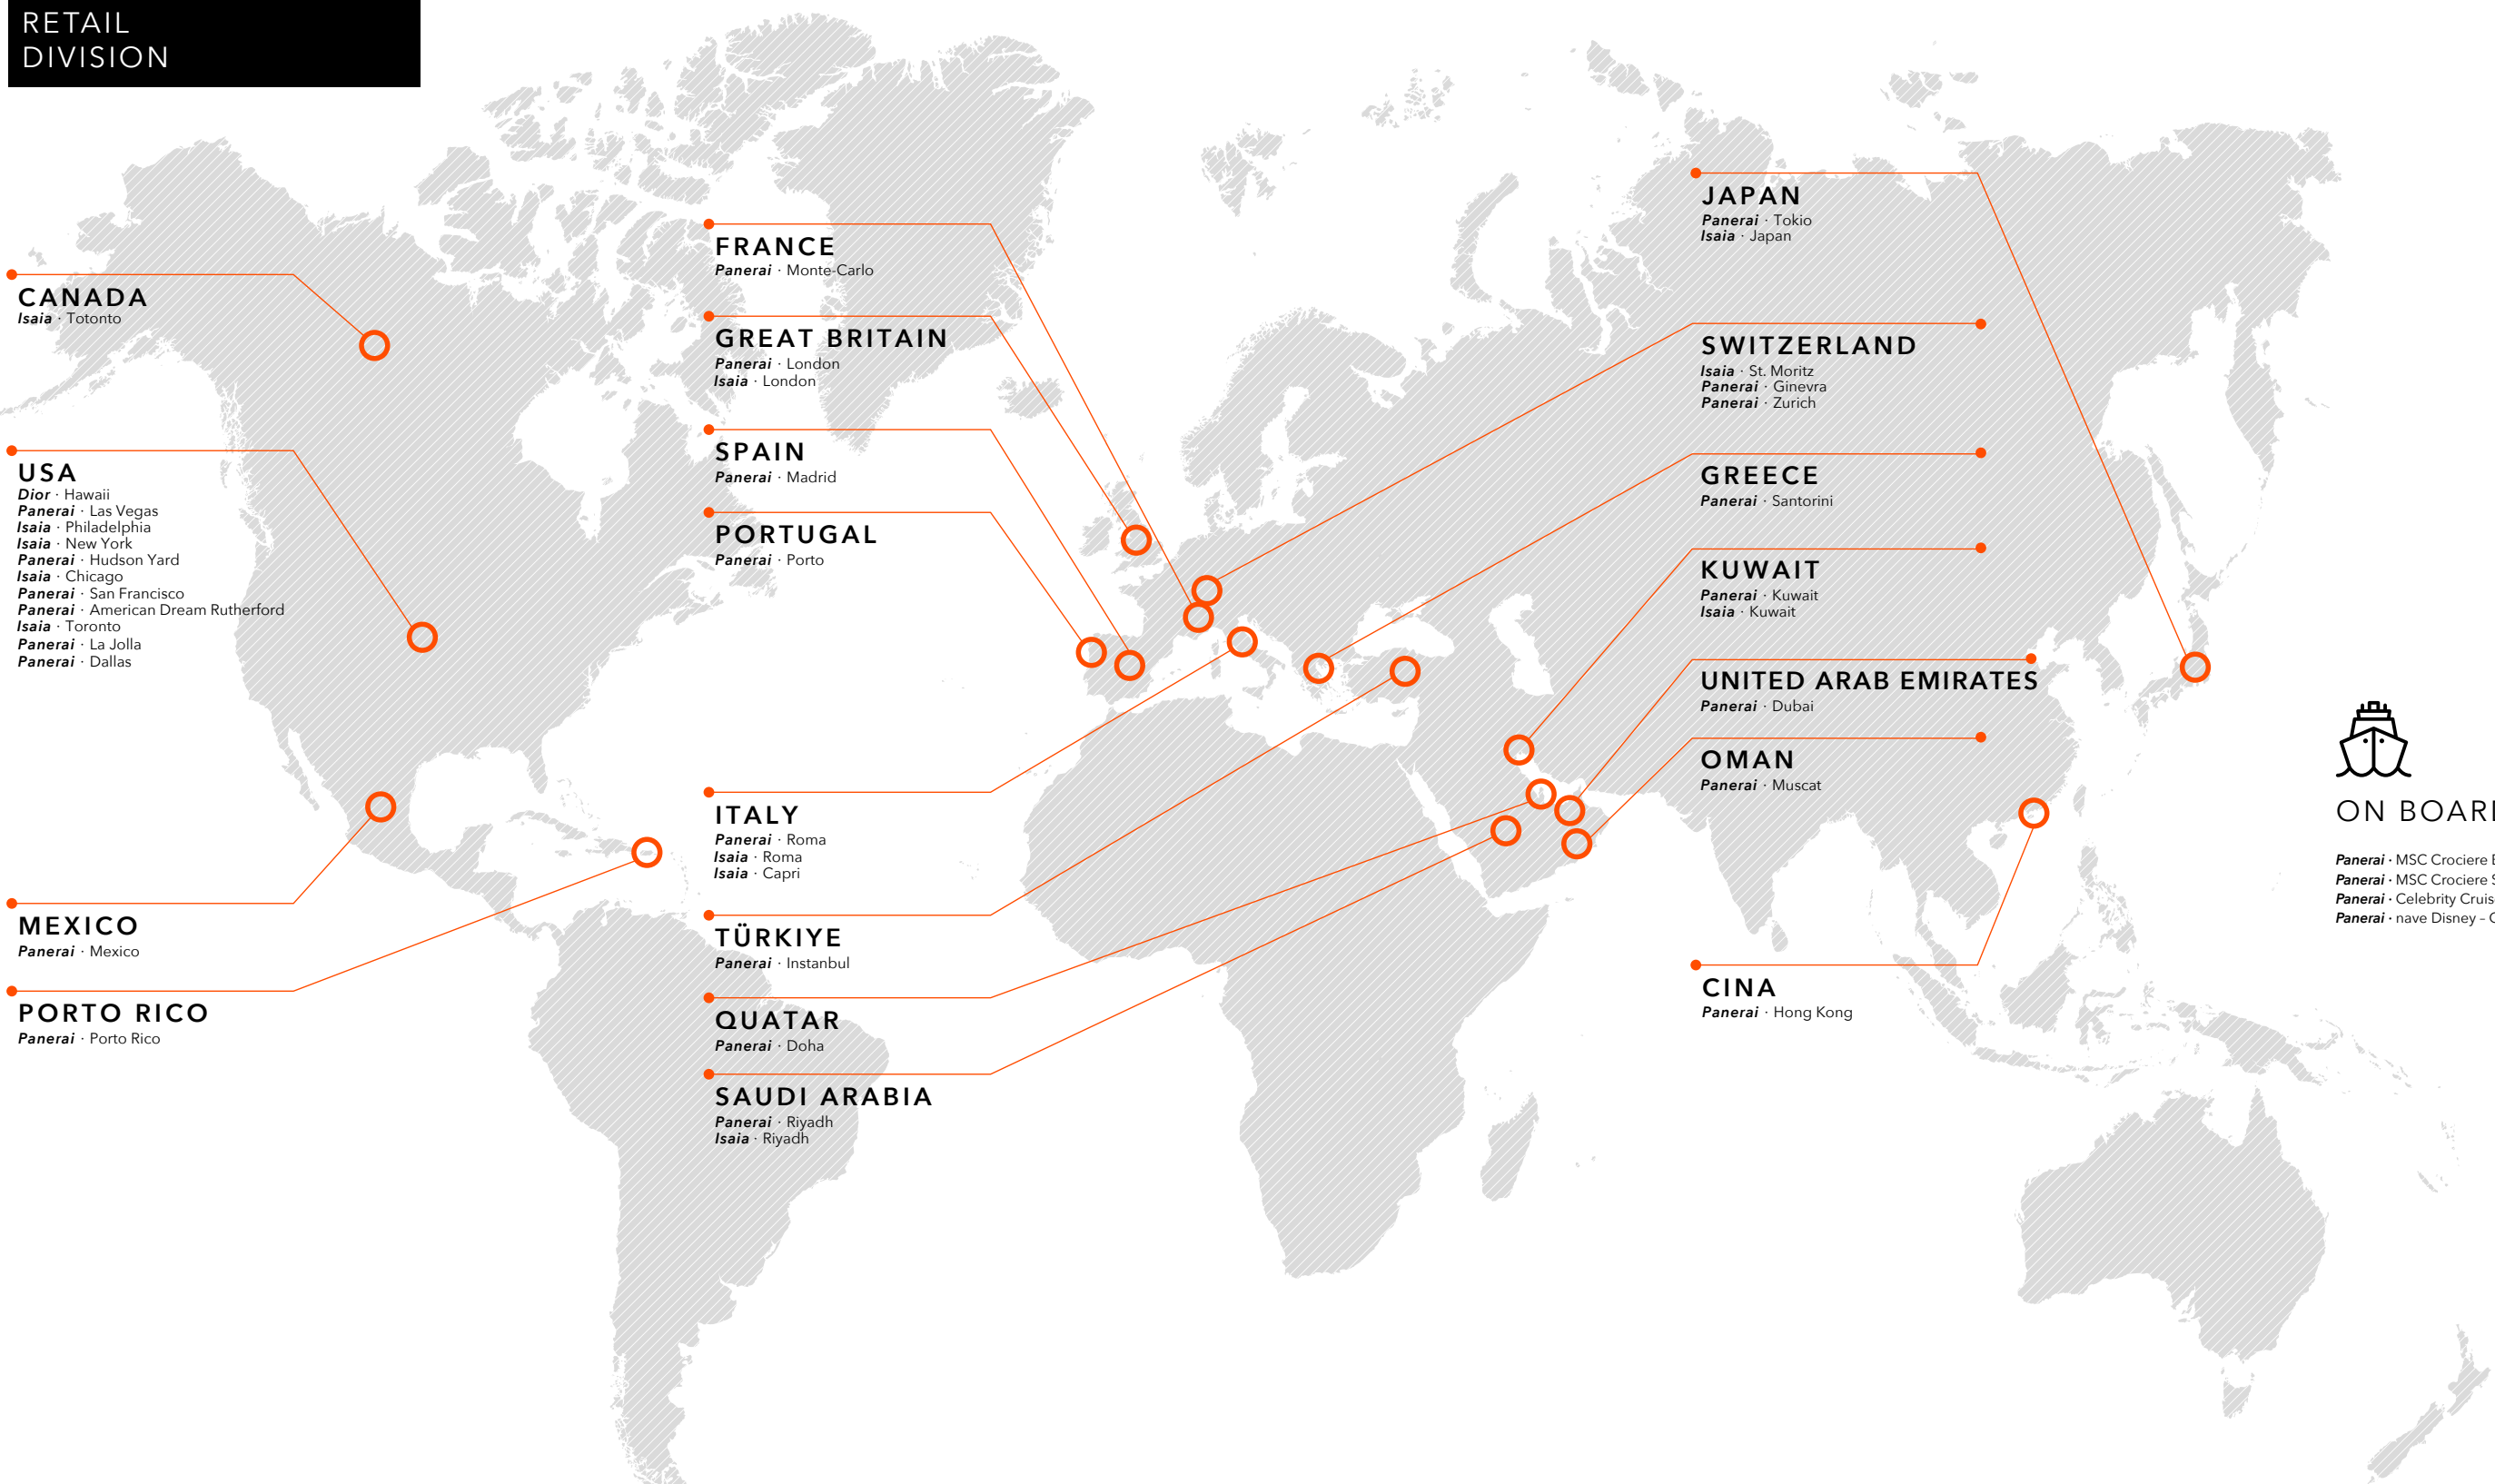 RETAIL
DIVISION
CANADA
Isaia · Totonto
USA
Dior · Hawaii
Panerai · Las Vegas
Isaia · Philadelphia
Isaia · New York
Panerai · Hudson Yard
Isaia · Chicago
Panerai · San Francisco
Panerai · American Dream Rutherford
Isaia · Toronto
Panerai · La Jolla
Panerai · Dallas
MEXICO
Panerai · Mexico
PORTO RICO
Panerai · Porto Rico
FRANCE
Panerai · Monte-Carlo
GREAT BRITAIN
Panerai · London
Isaia · London
SPAIN
Panerai · Madrid
PORTUGAL
Panerai · Porto
ITALY
Panerai · Roma
Isaia · Roma
Isaia · Capri
TÜRKIYE
Panerai · Instanbul
QUATAR
Panerai · Doha
SAUDI ARABIA
Panerai · Riyadh
Isaia · Riyadh
JAPAN
Panerai · Tokio
Isaia · Japan
SWITZERLAND
Isaia · St. Moritz
Panerai · Ginevra
Panerai · Zurich
GREECE
Panerai · Santorini
KUWAIT
Panerai · Kuwait
Isaia · Kuwait
UNITED ARAB EMIRATES
Panerai · Dubai
OMAN
Panerai · Muscat
CINA
Panerai · Hong Kong
ON
Panerai · MSC Crociere
Panerai · MSC Crociere
Panerai · Celebrity
Panerai · nave Disney –